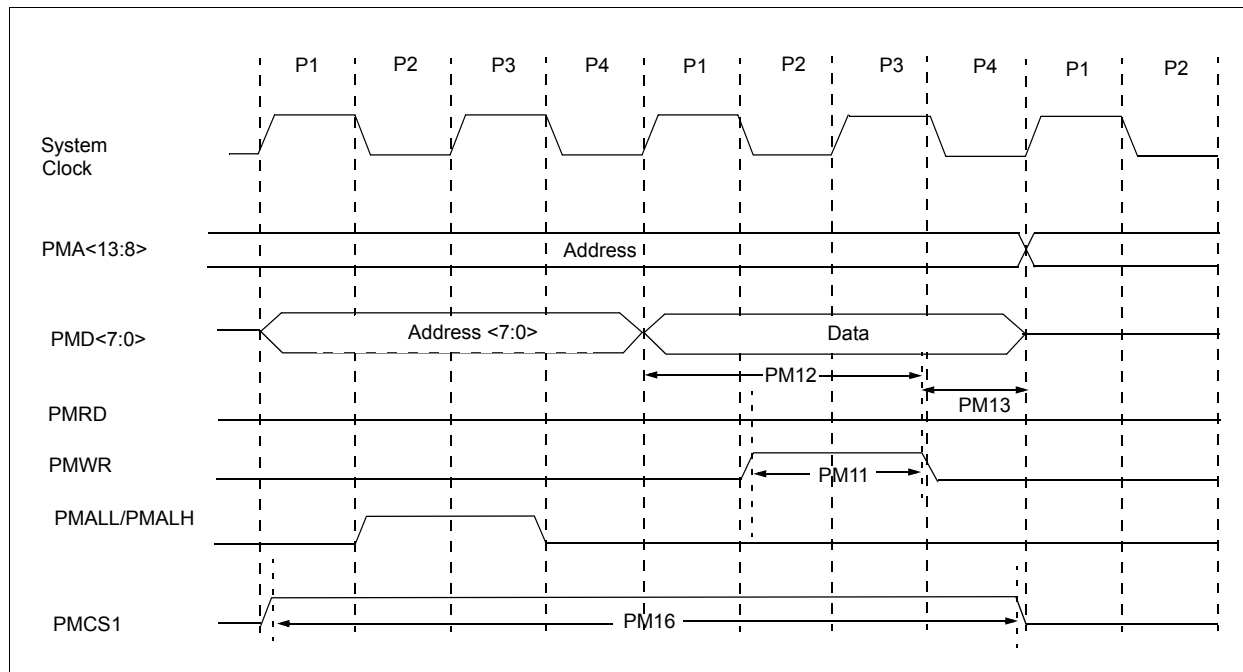 P1 P2 P3 P4 P1 P2 P3 P4 P1 P2
System
Clock
PMA<13:8>
Address
PMD<7:0>
Address <7:0>
Data
PM12
PM13
PMRD
PMWR
PM11
PMALL/PMALH
PMCS1
PM16